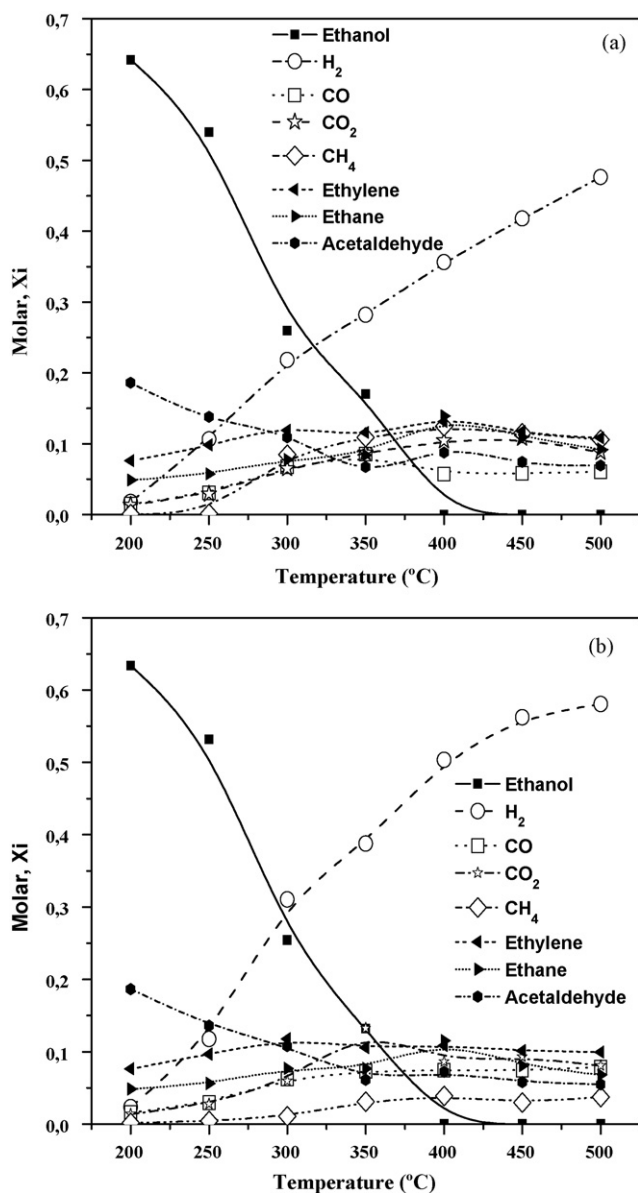 (a)
Ethanol
H₂
CO
CO₂
CH₄
Ethylene
Ethane
Acetaldehyde
0,7
0,6
0,5
0,4
0,3
0,2
0,1
0,0
Molar, Xi
200 250 300 350 400 450 500
Temperature (ºC)
(b)
0,7
0,6
0,5
0,4
0,3
0,2
0,1
0,0
Molar, Xi
Ethanol
H₂
CO
CO₂
CH₄
Ethylene
Ethane
Acetaldehyde
200 250 300 350 400 450 500
Temperature (ºC)